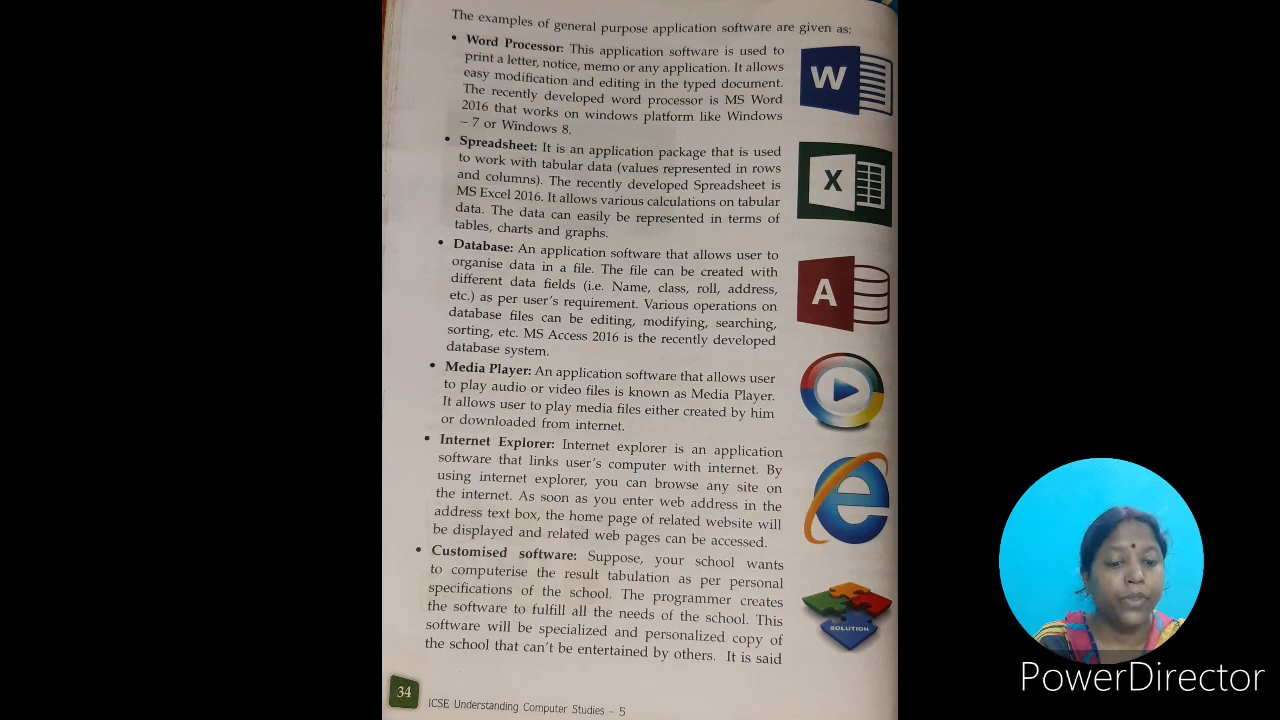 The examples of general purpose application software are given as:
• Word Processor: This application software is used to
print a letter, notice, memo or any application. It allows
easy modification and editing in the typed document.
The recently developed word processor is MS Word
2016 that works on windows platform like Windows
– 7 or Windows 8.
• Spreadsheet: It is an application package that is used
to work with tabular data (values represented in rows
and columns). The recently developed Spreadsheet is
MS Excel 2016. It allows various calculations on tabular
data. The data can easily be represented in terms of
tables, charts and graphs.
• Database: An application software that allows user to
organise data in a file. The file can be created with
different data fields (i.e. Name, class, roll, address,
etc.) as per user's requirement. Various operations on
database files can be editing, modifying, searching,
sorting, etc. MS Access 2016 is the recently developed
database system.
• Media Player: An application software that allows user
to play audio or video files is known as Media Player.
It allows user to play media files either created by him
or downloaded from internet.
• Internet Explorer: Internet explorer is an application
software that links user's computer with internet. By
using internet explorer, you can browse any site on
the internet. As soon as you enter web address in the
address text box, the home page of related website will
be displayed and related web pages can be accessed.
• Customised software: Suppose, your school wants
to computerise the result tabulation as per personal
specifications of the school. The programmer creates
the software to fulfill all the needs of the school. This
software will be specialized and personalized copy of
the school that can't be entertained by others. It is said
34
ICSE Understanding Computer Studies – 5
W
X
A
e
SOLUTION
PowerDirector